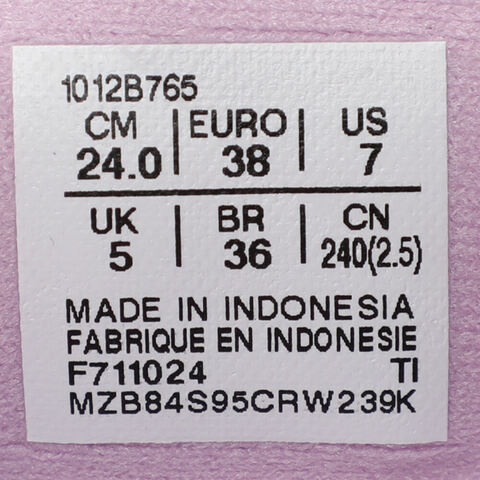 1012B765
CM | EURO | US
24.0 | 38 | 7
UK | BR | CN
5 | 36 | 240(2.5)
MADE IN INDONESIA
FABRIQUE EN INDONESIE
F711024 TI
MZB84S95CRW239K